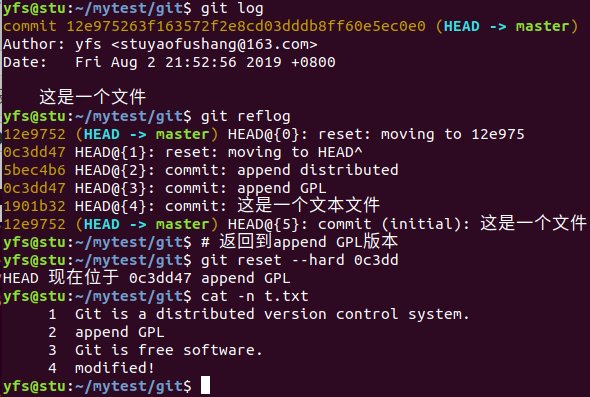 yfs@stu:~/mytest/git$ git log
commit 12e975263f163572f2e8cd03dddb8ff60e5ec0e0 (HEAD -> master)
Author: yfs <stuyaofushang@163.com>
Date:   Fri Aug 2 21:52:56 2019 +0800
    这是一个文件
yfs@stu:~/mytest/git$ git reflog
12e9752 (HEAD -> master) HEAD@{0}: reset: moving to 12e975
0c3dd47 HEAD@{1}: reset: moving to HEAD^
5bec4b6 HEAD@{2}: commit: append distributed
0c3dd47 HEAD@{3}: commit: append GPL
1901b32 HEAD@{4}: commit: 这是一个文本文件
12e9752 (HEAD -> master) HEAD@{5}: commit (initial): 这是一个文件
yfs@stu:~/mytest/git$ # 返回到append GPL版本
yfs@stu:~/mytest/git$ git reset --hard 0c3dd
HEAD 现在位于 0c3dd47 append GPL
yfs@stu:~/mytest/git$ cat -n t.txt
     1  Git is a distributed version control system.
     2  append GPL
     3  Git is free software.
     4  modified!
yfs@stu:~/mytest/git$